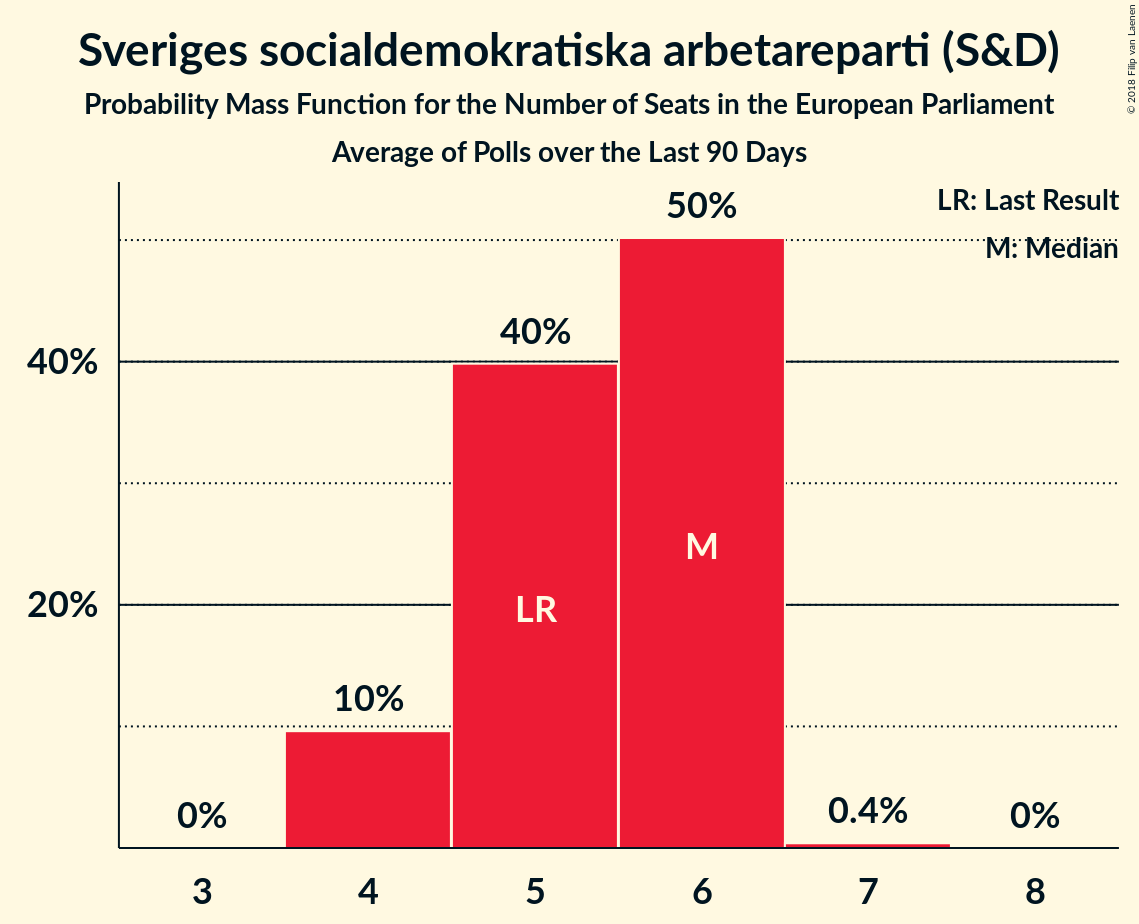 Sveriges socialdemokratiska arbetareparti (S&D)
Probability Mass Function for the Number of Seats in the European Parliament
Average of Polls over the Last 90 Days
© 2018 Filip van Laenen
LR: Last Result
M: Median
50%
40%
40%
20%
10%
0%
0.4%
0%
LR
M
3 4 5 6 7 8